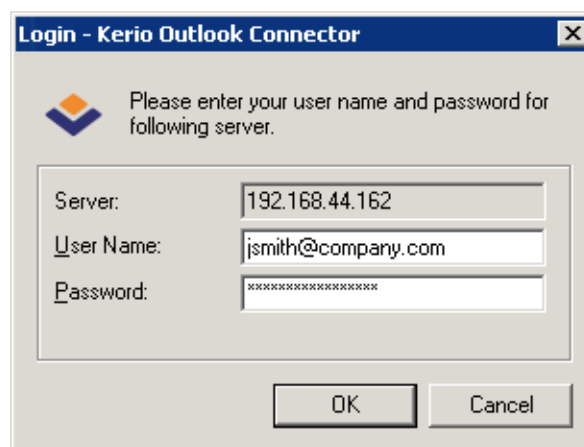 Login - Kerio Outlook Connector
Please enter your user name and password for
following server.
Server: 192.168.44.162
User Name: jsmith@company.com
Password: *****************
OK Cancel